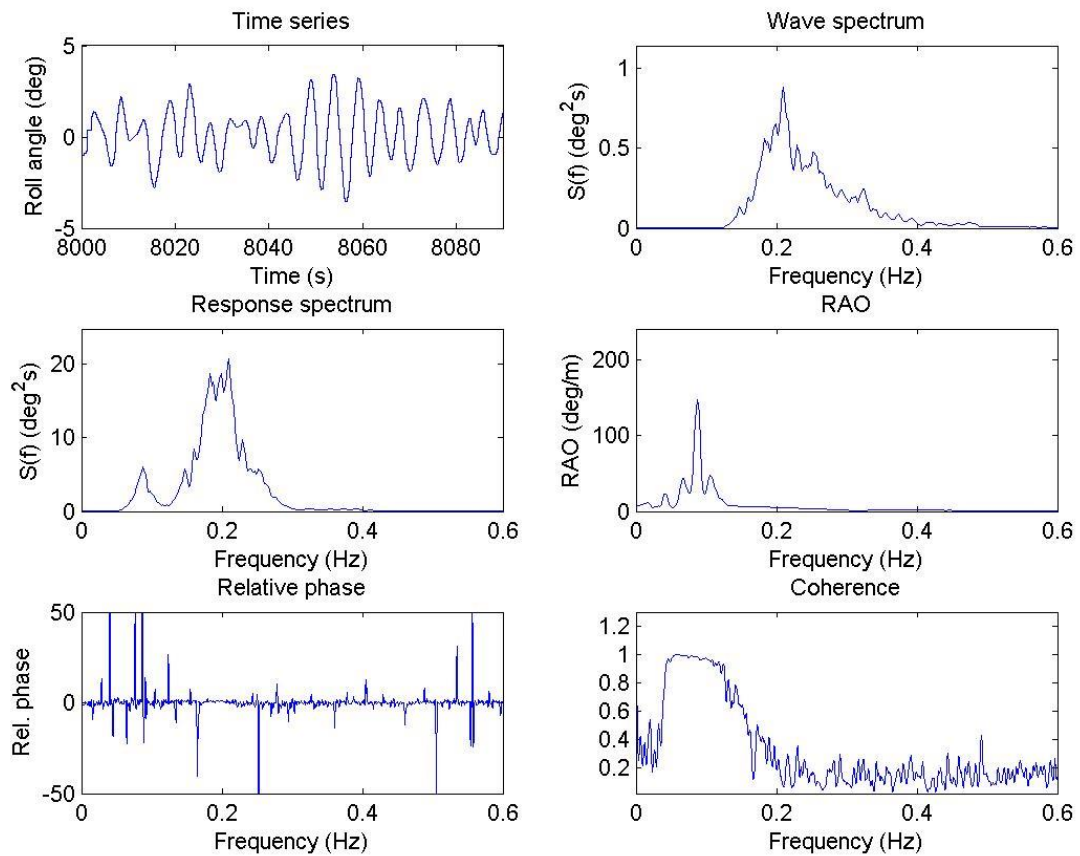 Time series
5
0
-5
Roll angle (deg)
8000 8020 8040 8060 8080
Time (s)
Wave spectrum
1
0.5
0
S(f) (deg²s)
0 0.2 0.4 0.6
Frequency (Hz)
Response spectrum
20
10
0
S(f) (deg²s)
0 0.2 0.4 0.6
Frequency (Hz)
RAO
200
100
0
RAO (deg/m)
0 0.2 0.4 0.6
Frequency (Hz)
Relative phase
50
0
-50
Rel. phase
0 0.2 0.4 0.6
Frequency (Hz)
Coherence
1.2
1
0.8
0.6
0.4
0.2
0 0.2 0.4 0.6
Frequency (Hz)